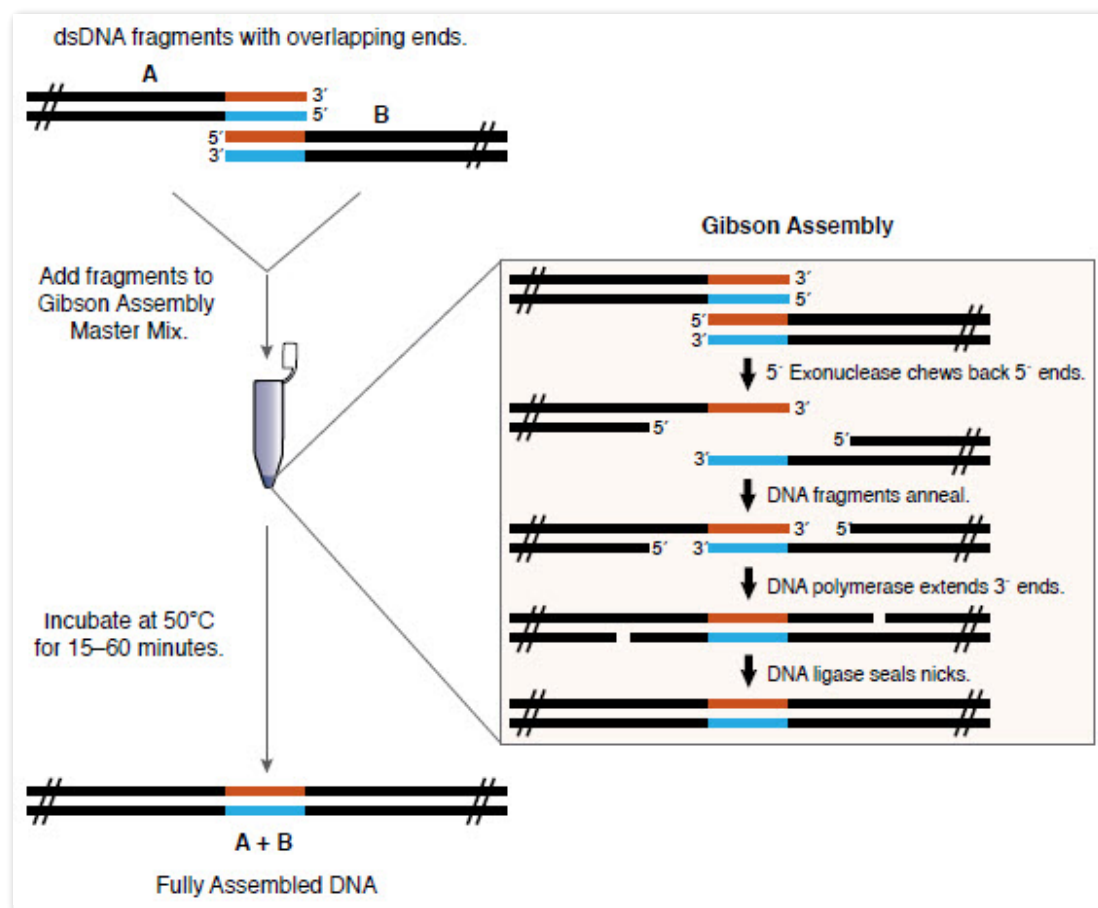 dsDNA fragments with overlapping ends.
A
3′
5′
B
5′
3′
Add fragments to
Gibson Assembly
Master Mix.
Incubate at 50°C
for 15–60 minutes.
A + B
Fully Assembled DNA
Gibson Assembly
3′
5′
5′
3′
5′ Exonuclease chews back 5′ ends.
3′
5′
5′
3′
DNA fragments anneal.
3′ 5′
5′ 3′
DNA polymerase extends 3′ ends.
DNA ligase seals nicks.